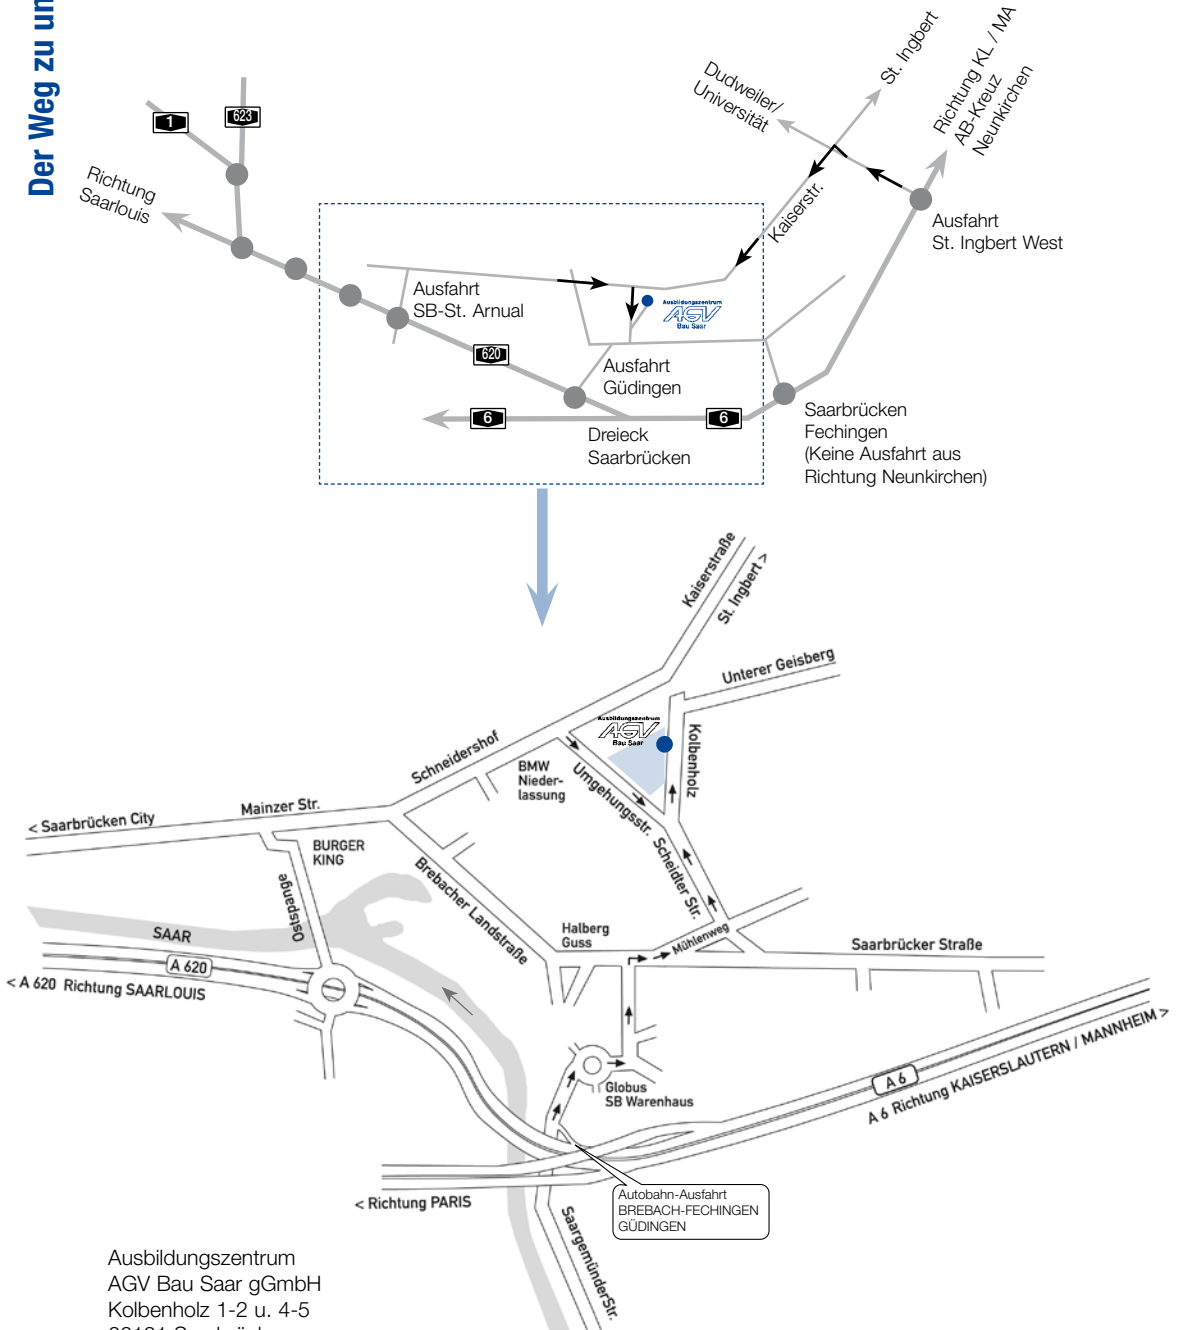 Der Weg zu un
1
623
Richtung
Saarlouis
Dudweiler/
Universität
St. Ingbert
Richtung KL / MA
AB-Kreuz
Neunkirchen
Kaiserstr.
Ausfahrt
St. Ingbert West
Ausfahrt
SB-St. Arnual
Ausbildungszentrum
AGV
Bau Saar
620
Ausfahrt
Güdingen
6
6
Dreieck
Saarbrücken
Saarbrücken
Fechingen
(Keine Ausfahrt aus
Richtung Neunkirchen)
Kaiserstraße
St. Ingbert >
Unterer Geisberg
Ausbildungszentrum
AGV
Bau Saar
Kolbenholz
Schneidershof
BMW
Nieder-
lassung
Umgehungsstr.
Scheidter Str.
Mainzer Str.
< Saarbrücken City
BURGER
KING
Ostspange
Brebacher Landstraße
Halberg
Guss
Mühlenweg
Saarbrücker Straße
SAAR
A 620
< A 620 Richtung SAARLOUIS
Globus
SB Warenhaus
A 6
A 6 Richtung KAISERSLAUTERN / MANNHEIM >
< Richtung PARIS
Autobahn-Ausfahrt
BREBACH-FECHINGEN
GÜDINGEN
SaargemünderStr.
Ausbildungszentrum
AGV Bau Saar gGmbH
Kolbenholz 1-2 u. 4-5